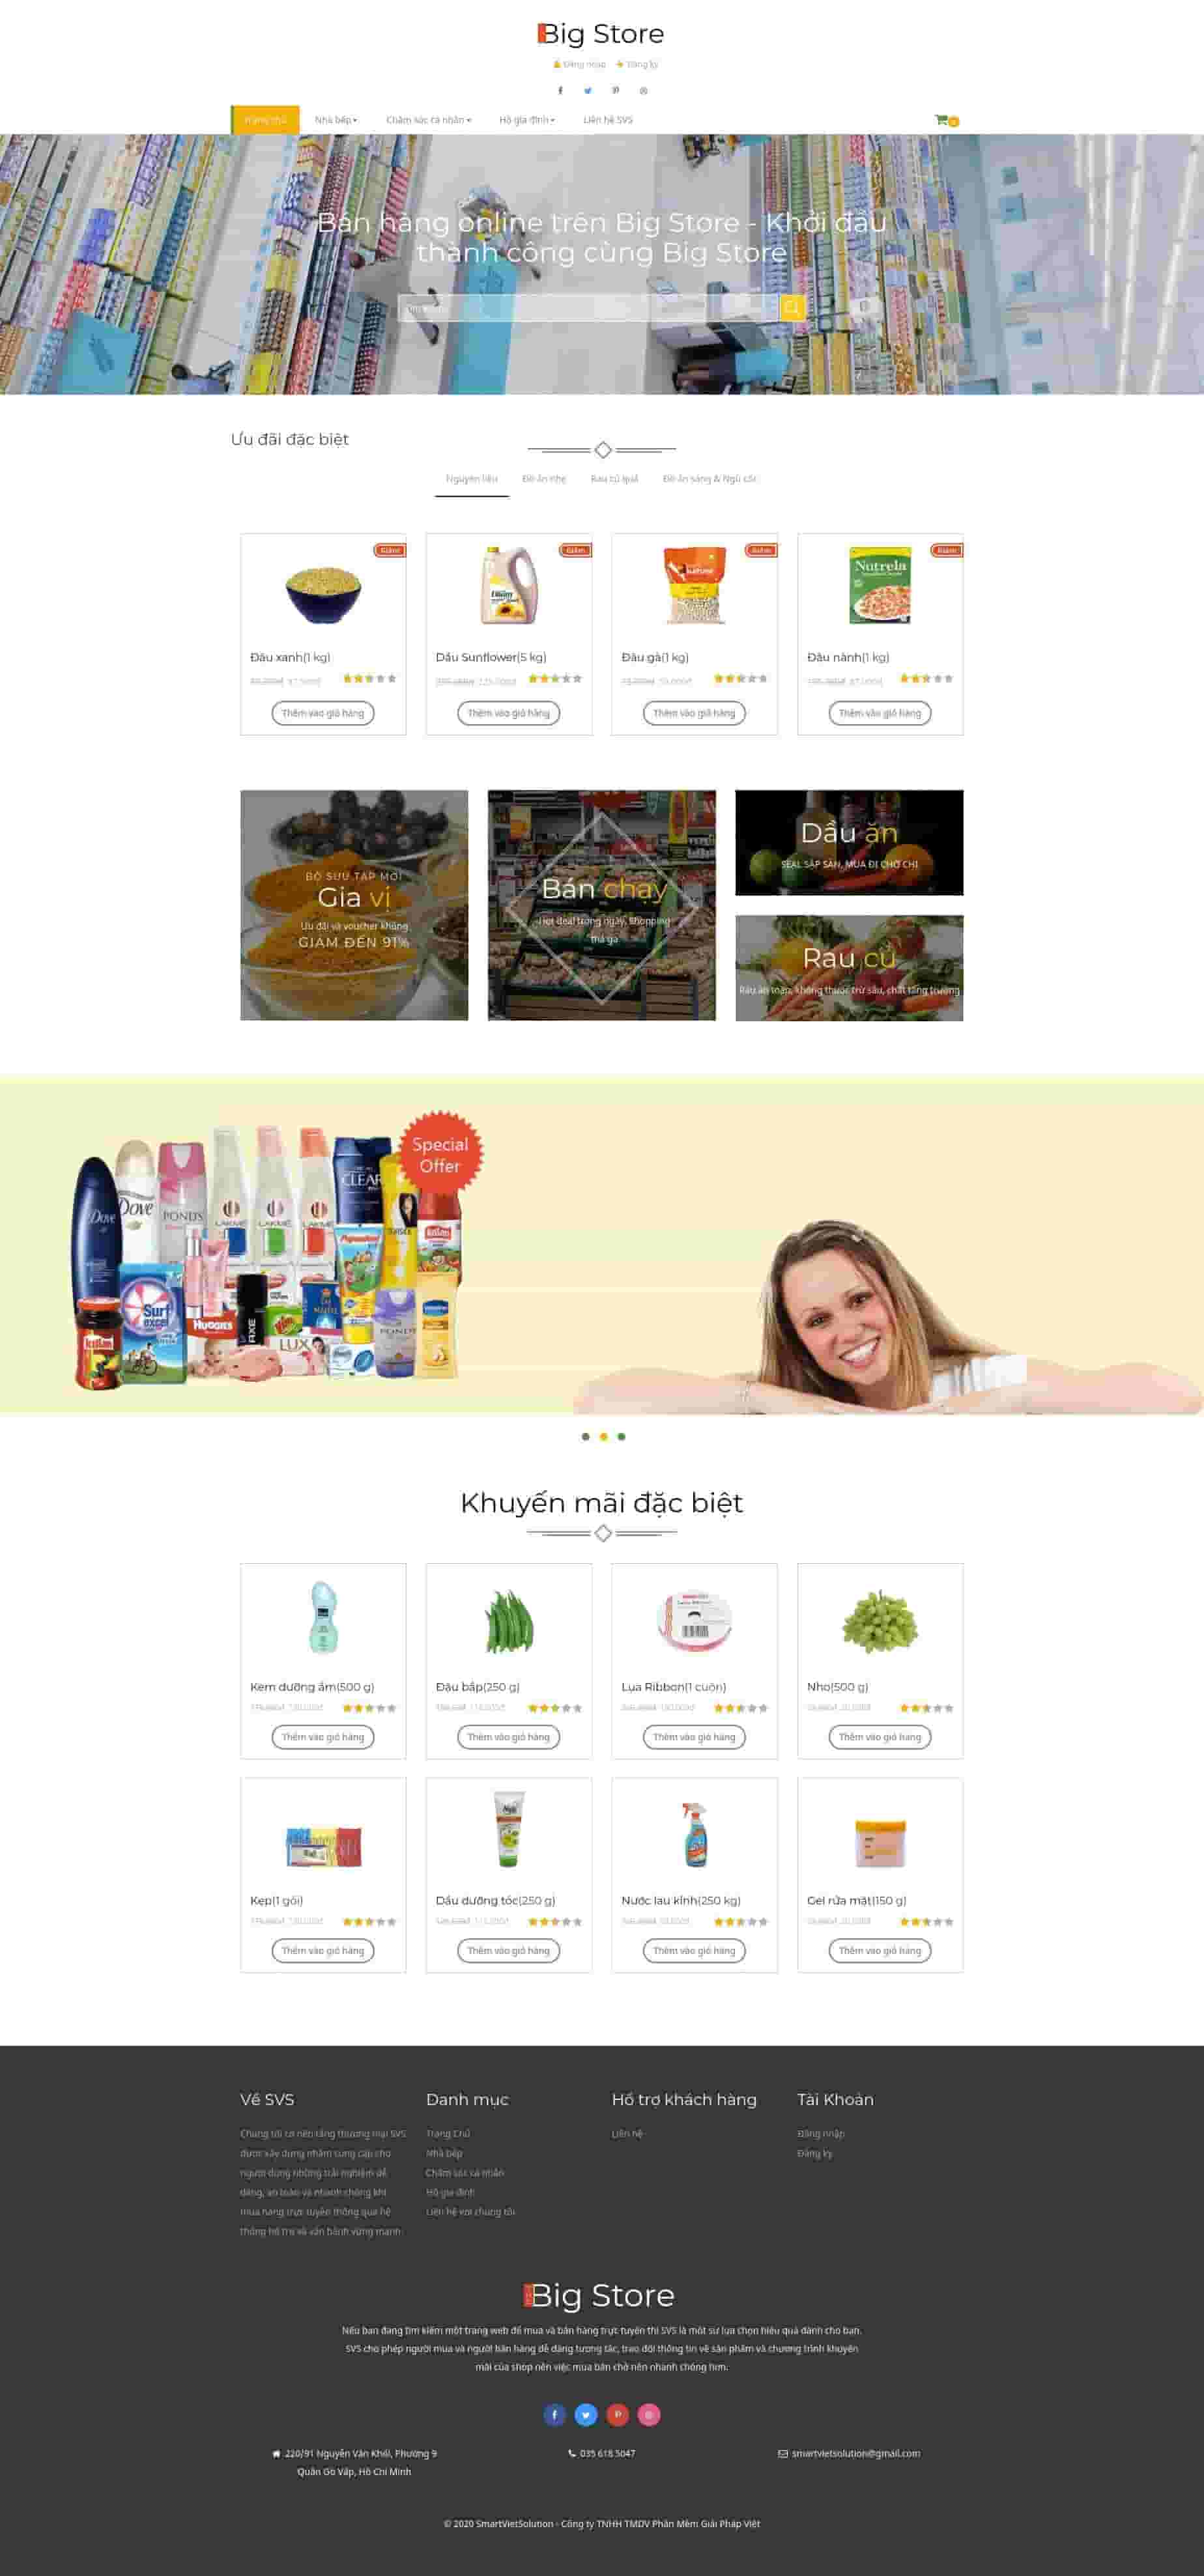 Big Store
Đăng nhập Đăng ký
Trang chủ Nhà bếp Chăm sóc cá nhân Hộ gia đình Liên hệ SVS
Bán hàng online trên Big Store - Khởi đầu
thành công cùng Big Store
Ưu đãi đặc biệt
Nguyên liệu Đồ ăn nhẹ Rau củ quả Đồ ăn sáng & Ngũ cốc
Giảm Giảm Giảm Giảm
Nutrela
Đậu xanh(1 kg) Dầu Sunflower(5 kg) Đậu gà(1 kg) Đậu nành(1 kg)
Thêm vào giỏ hàng Thêm vào giỏ hàng Thêm vào giỏ hàng Thêm vào giỏ hàng
BỘ SƯU TẬP MỚI
Gia vị
Ưu đãi và voucher khủng
GIẢM ĐẾN 91%
Bán chạy
Hot deal trong ngày, Shopping
thả ga
Dầu ăn
SEAL SẬP SÀN, MUA ĐI CHỜ CHI
Rau củ
Rau an toàn, không thuốc trừ sâu, chất tăng trưởng
Special
Offer
Dove Dove POND'S LAKMÉ LAKMÉ LAKMÉ CLEAR
Kissan Surf excel HUGGIES AXE LUX POND'S Kissan
Khuyến mãi đặc biệt
Kem dưỡng ẩm(500 g) Đậu bắp(250 g) Lụa Ribbon(1 cuộn) Nho(500 g)
Thêm vào giỏ hàng Thêm vào giỏ hàng Thêm vào giỏ hàng Thêm vào giỏ hàng
Kẹp(1 gói) Dầu dưỡng tóc(250 g) Nước lau kính(250 kg) Gel rửa mặt(150 g)
Thêm vào giỏ hàng Thêm vào giỏ hàng Thêm vào giỏ hàng Thêm vào giỏ hàng
Về SVS
Chúng tôi có nền tảng thương mại SVS
được xây dựng nhằm cung cấp cho
người dùng những trải nghiệm dễ
dàng, an toàn và nhanh chóng khi
mua hàng trực tuyến thông qua hệ
thống hỗ trợ và vận hành vững mạnh
Danh mục
Trang Chủ
Nhà bếp
Chăm sóc cá nhân
Hộ gia đình
Liên hệ với chúng tôi
Hỗ trợ khách hàng
Liên hệ
Tài Khoản
Đăng nhập
Đăng ký
THE Big Store
Nếu bạn đang tìm kiếm một trang web để mua và bán hàng trực tuyến thì SVS là một sự lựa chọn hiệu quả dành cho bạn.
SVS cho phép người mua và người bán hàng dễ dàng tương tác, trao đổi thông tin về sản phẩm và chương trình khuyến
mãi của shop nên việc mua bán chở nên nhanh chóng hơn.
220/91 Nguyễn Văn Khối, Phường 9
Quận Gò Vấp, Hồ Chí Minh
035 618 5047
smartvietsolution@gmail.com
© 2020 SmartVietSolution - Công ty TNHH TMDV Phần Mềm Giải Pháp Việt